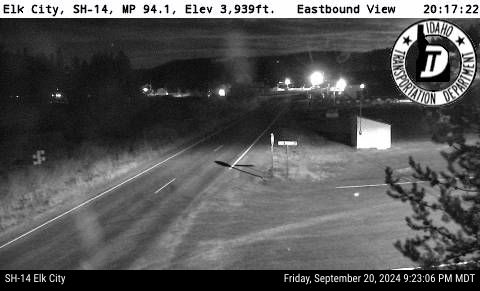 Elk City, SH-14, MP 94.1, Elev 3,939ft. Eastbound View 20:17:22
IDAHO
TRANSPORTATION DEPARTMENT
SH-14 Elk City Friday, September 20, 2024 9:23:06 PM MDT